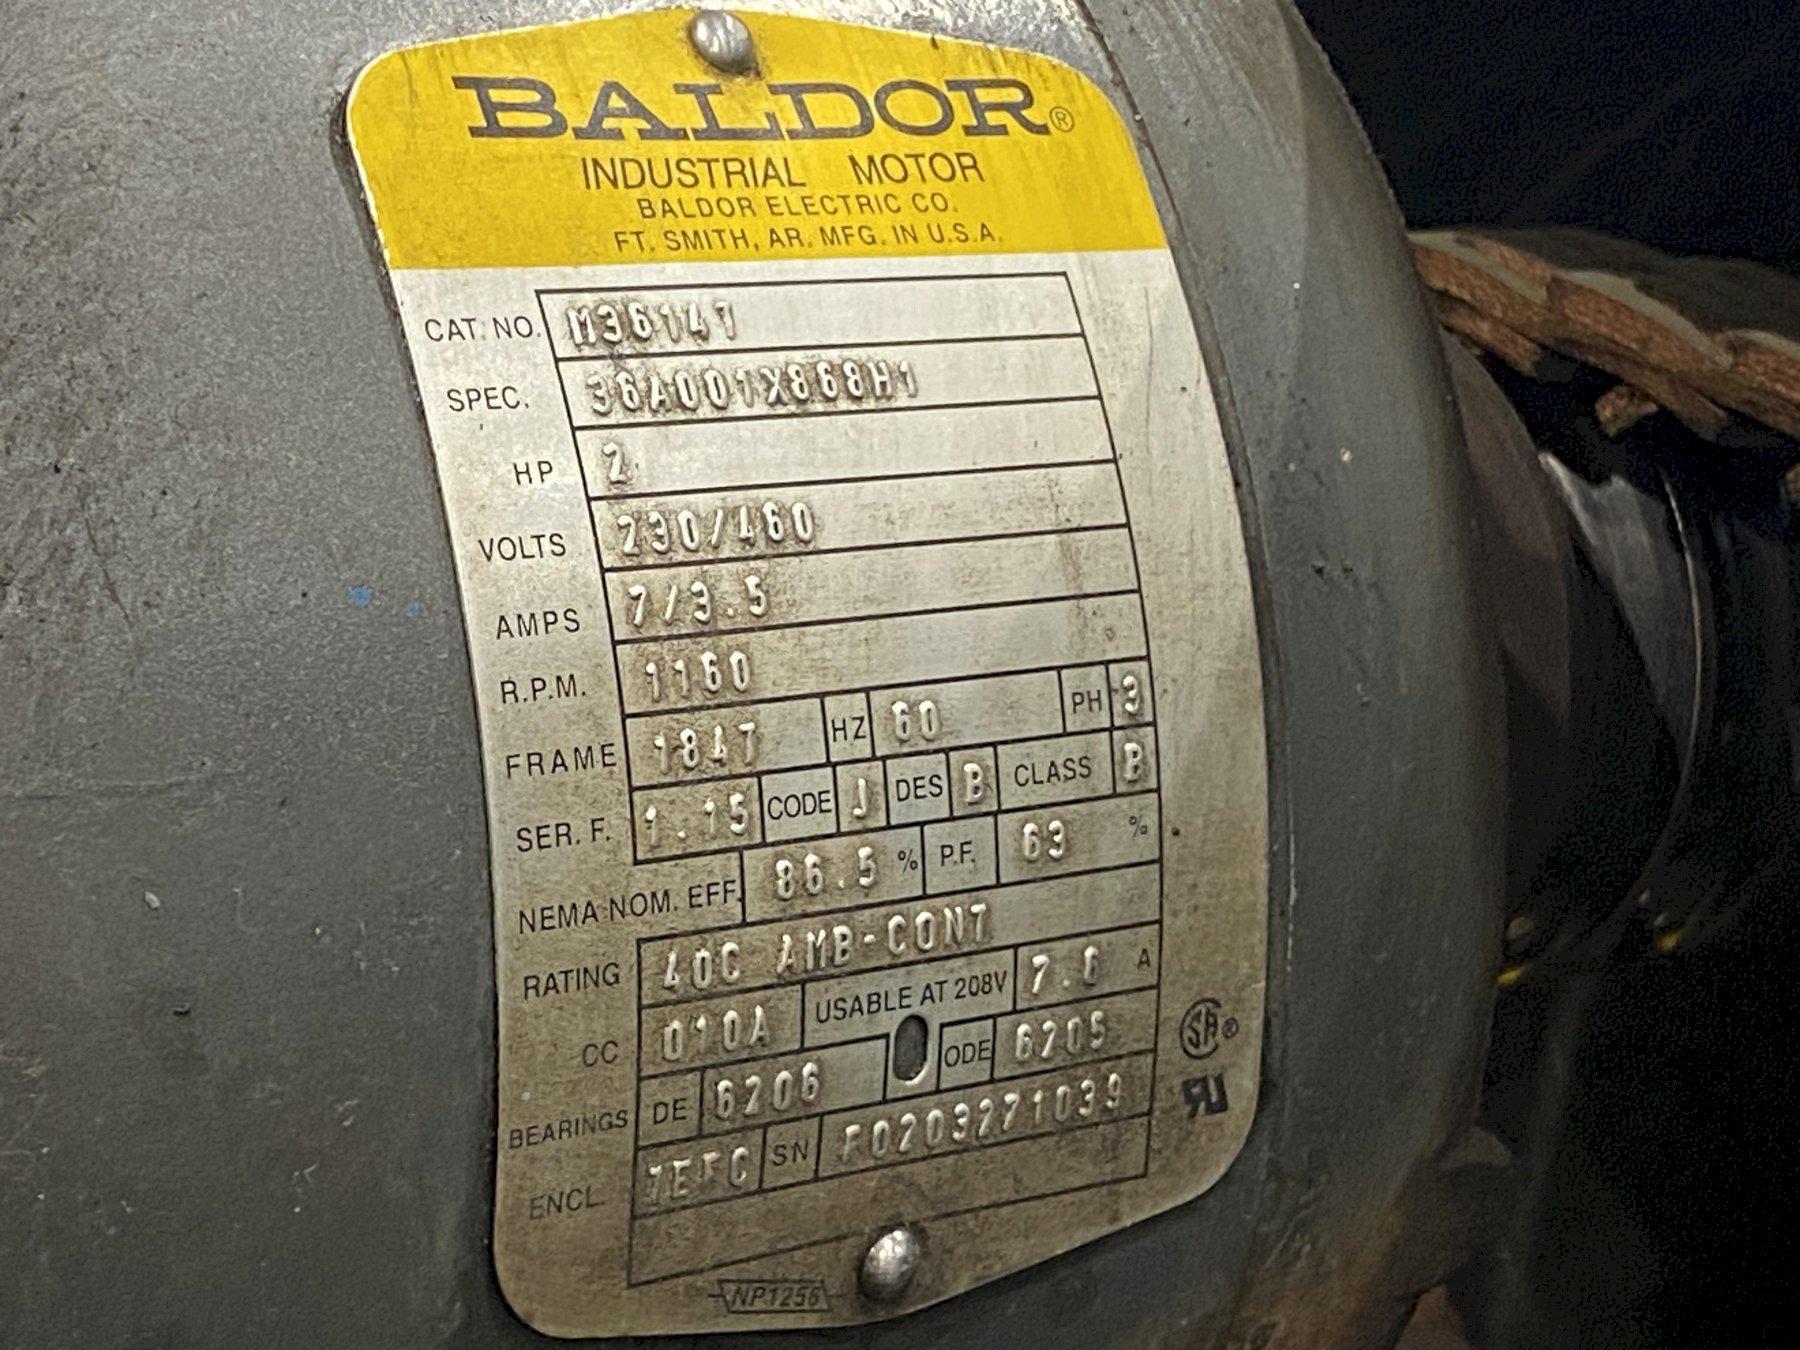 BALDOR®
INDUSTRIAL MOTOR
BALDOR ELECTRIC CO.
FT. SMITH, AR. MFG. IN U.S.A.
CAT. NO. M3614T
SPEC. 36A001X868H1
HP 2
VOLTS 230/460
AMPS 7/3.5
R.P.M. 1160
FRAME 184T HZ 60 PH 3
SER. F. 1.15 CODE J DES B CLASS B
NEMA NOM. EFF. 86.5 % P.F. 63 %
RATING 40C AMB-CONT
CC 010A USABLE AT 208V A
BEARINGS DE 6206 ODE 6205
ENCL. TEFC SN F0203271039
SA®
RU
NP1256